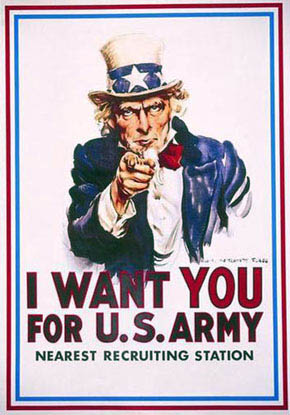 I WANT YOU
FOR U.S. ARMY
NEAREST RECRUITING STATION